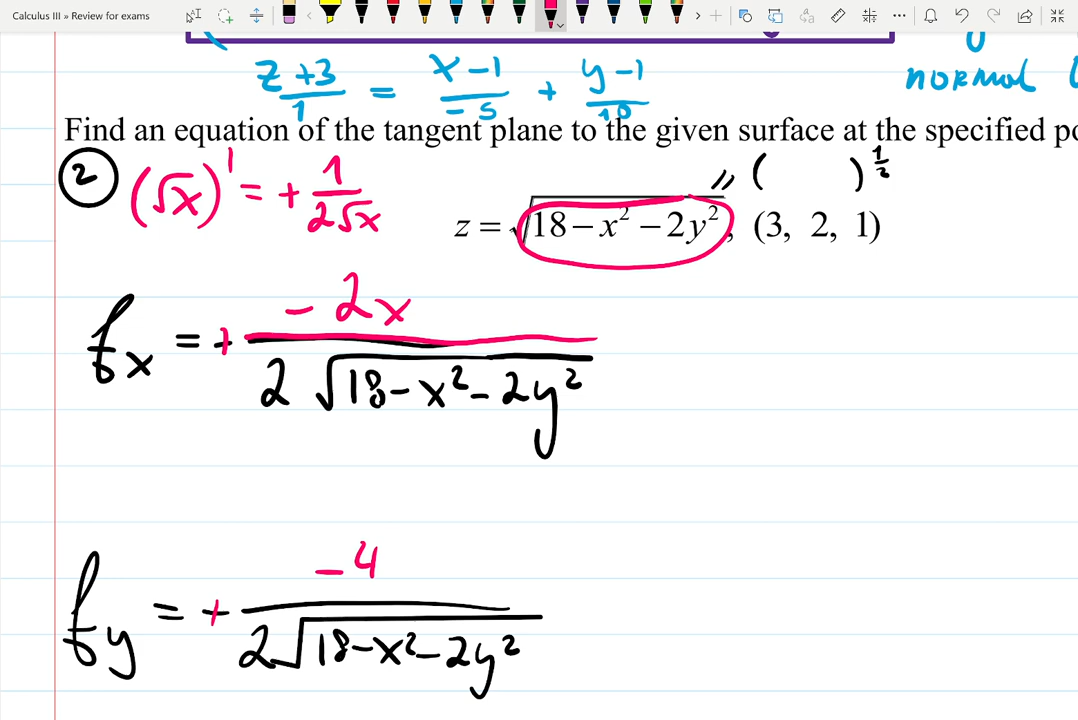 Calculus III » Review for exams
z+3/1 = x-1/-5 + y-1/10
normal
Find an equation of the tangent plane to the given surface at the specified
2 (√x)' = + 1/2√x
" ( )^1/2
z = √18 − x² − 2y², (3, 2, 1)
fx = + -2x/2√18-x²-2y²
fy = + -4/2√18-x²-2y²